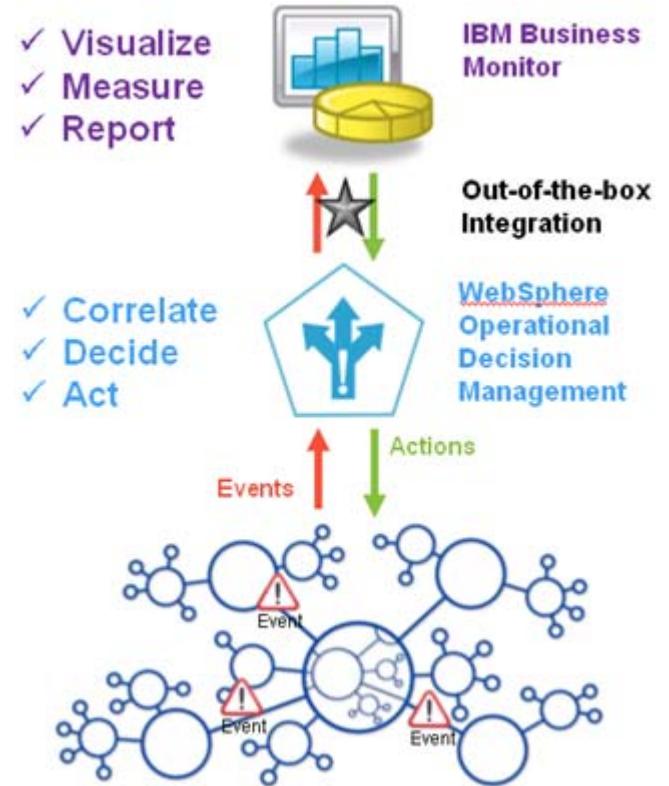 ✓ Visualize
✓ Measure
✓ Report
IBM Business
Monitor
Out-of-the-box
Integration
✓ Correlate
✓ Decide
✓ Act
WebSphere
Operational
Decision
Management
Events
Actions
Event
Event
Event